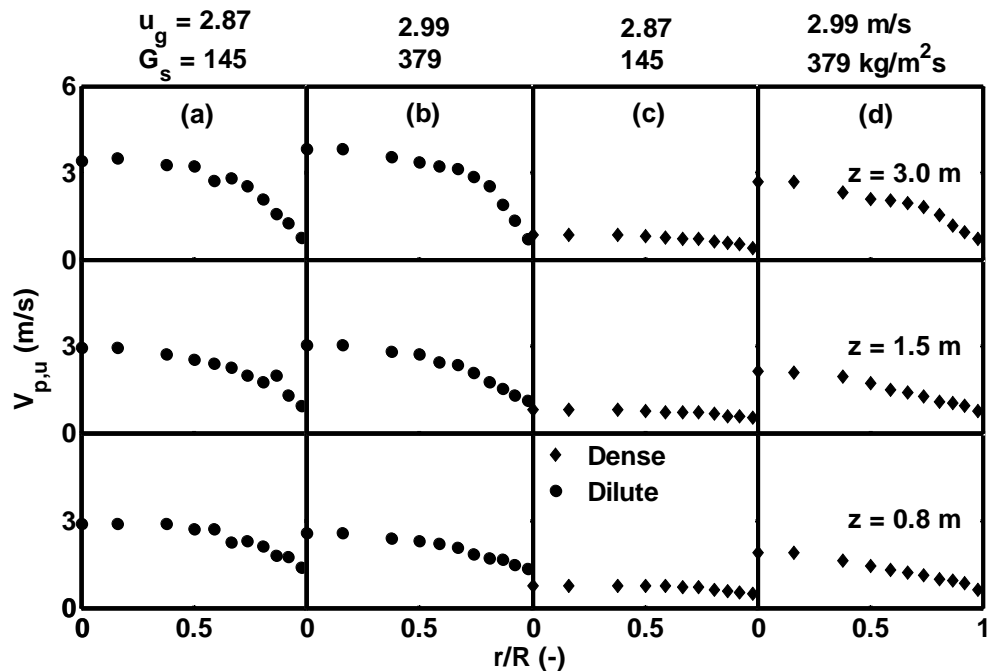 u_g = 2.87 2.99 2.87 2.99 m/s
G_s = 145 379 145 379 kg/m²s
6 (a) (b) (c) (d)
3 z = 3.0 m
0
3 z = 1.5 m
0
Dense
Dilute
3 z = 0.8 m
0
0 0.5 0 0.5 0 0.5 0 0.5 1
r/R (-)
V_p,u (m/s)